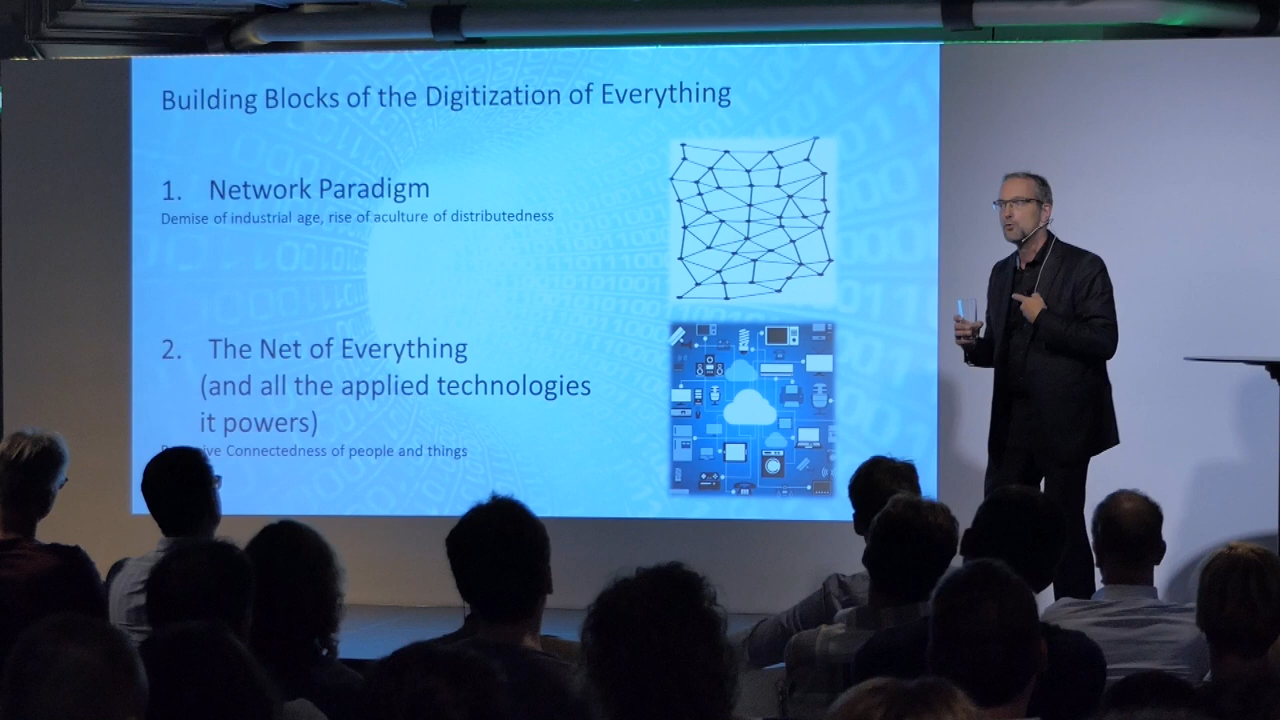 Building Blocks of the Digitization of Everything
1. Network Paradigm
Demise of industrial age, rise of aculture of distributedness
2. The Net of Everything
(and all the applied technologies
it powers)
Connectedness of people and things